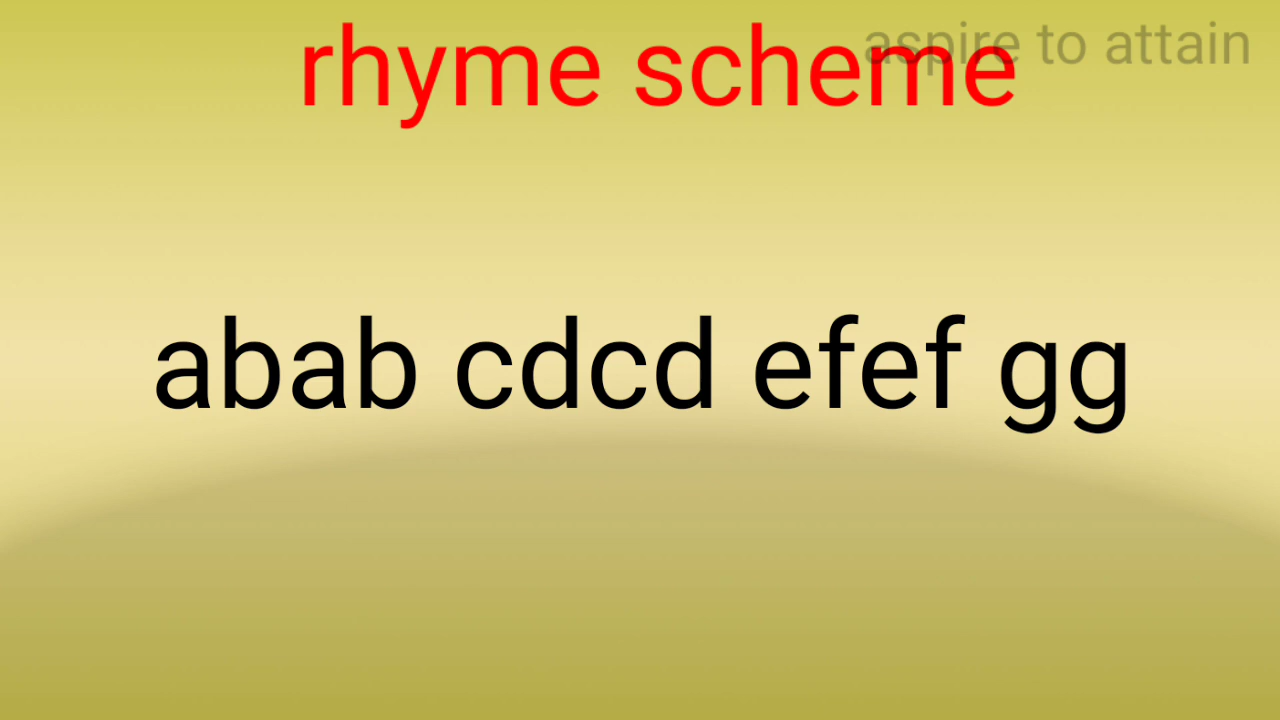 rhyme scheme
aspire to attain
abab cdcd efef gg